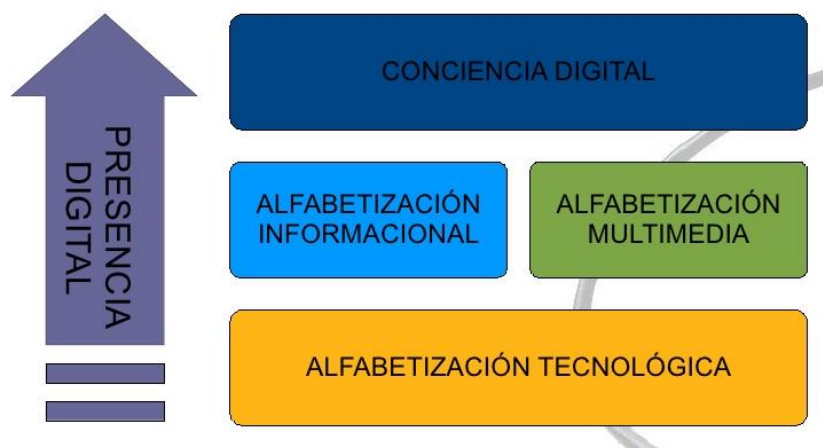 PRESENCIA
DIGITAL
CONCIENCIA DIGITAL
ALFABETIZACIÓN
INFORMACIONAL
ALFABETIZACIÓN
MULTIMEDIA
ALFABETIZACIÓN TECNOLÓGICA